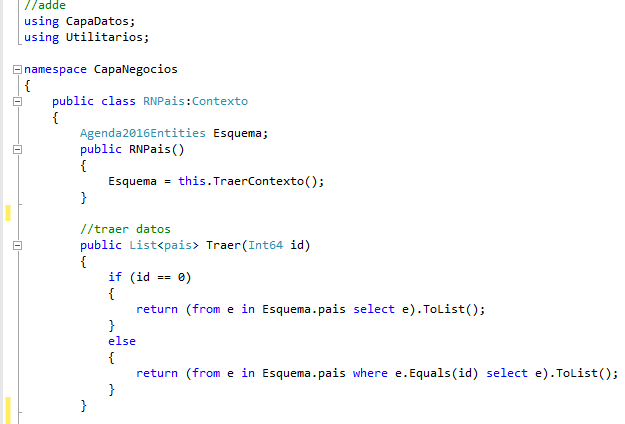 //adde
using CapaDatos;
using Utilitarios;
namespace CapaNegocios
{
public class RNPais:Contexto
{
Agenda2016Entities Esquema;
public RNPais()
{
Esquema = this.TraerContexto();
}
//traer datos
public List<pais> Traer(Int64 id)
{
if (id == 0)
{
return (from e in Esquema.pais select e).ToList();
}
else
{
return (from e in Esquema.pais where e.Equals(id) select e).ToList();
}
}